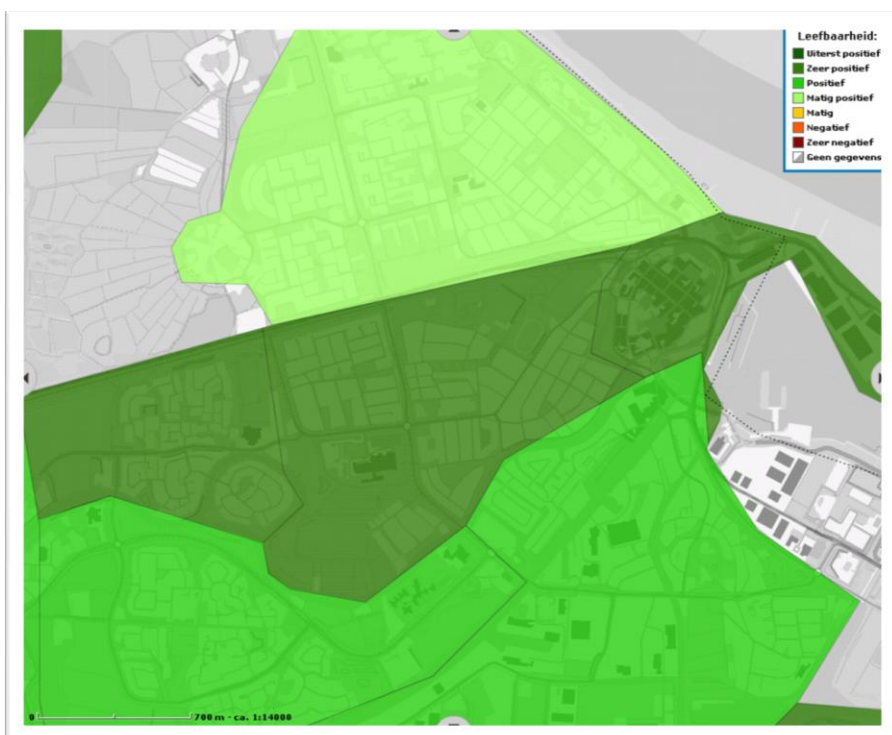 Leefbaarheid:
Uiterst positief
Zeer positief
Positief
Matig positief
Matig
Negatief
Zeer negatief
Geen gegevens
0 700 m - ca. 1:14000